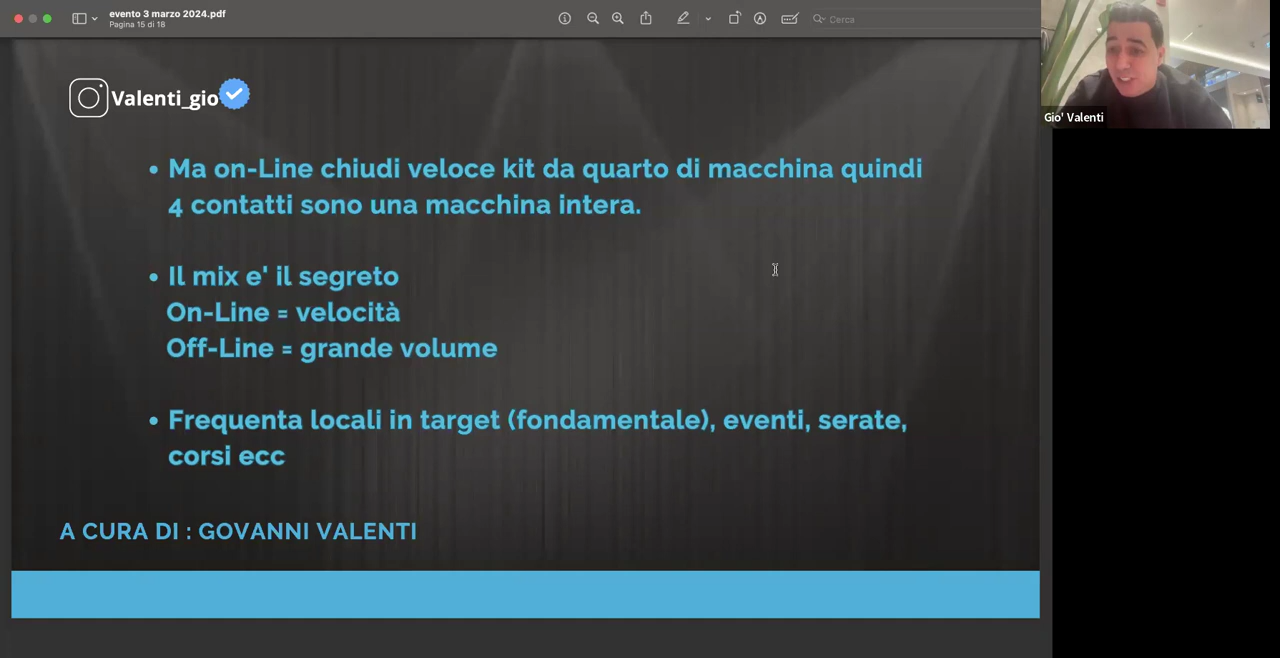 evento 3 marzo 2024.pdf
Pagina 15 di 18
Cerca
Gio' Valenti
Valenti_gio
• Ma on-Line chiudi veloce kit da quarto di macchina quindi
4 contatti sono una macchina intera.
• Il mix e' il segreto
On-Line = velocità
Off-Line = grande volume
• Frequenta locali in target (fondamentale), eventi, serate,
corsi ecc
A CURA DI : GOVANNI VALENTI